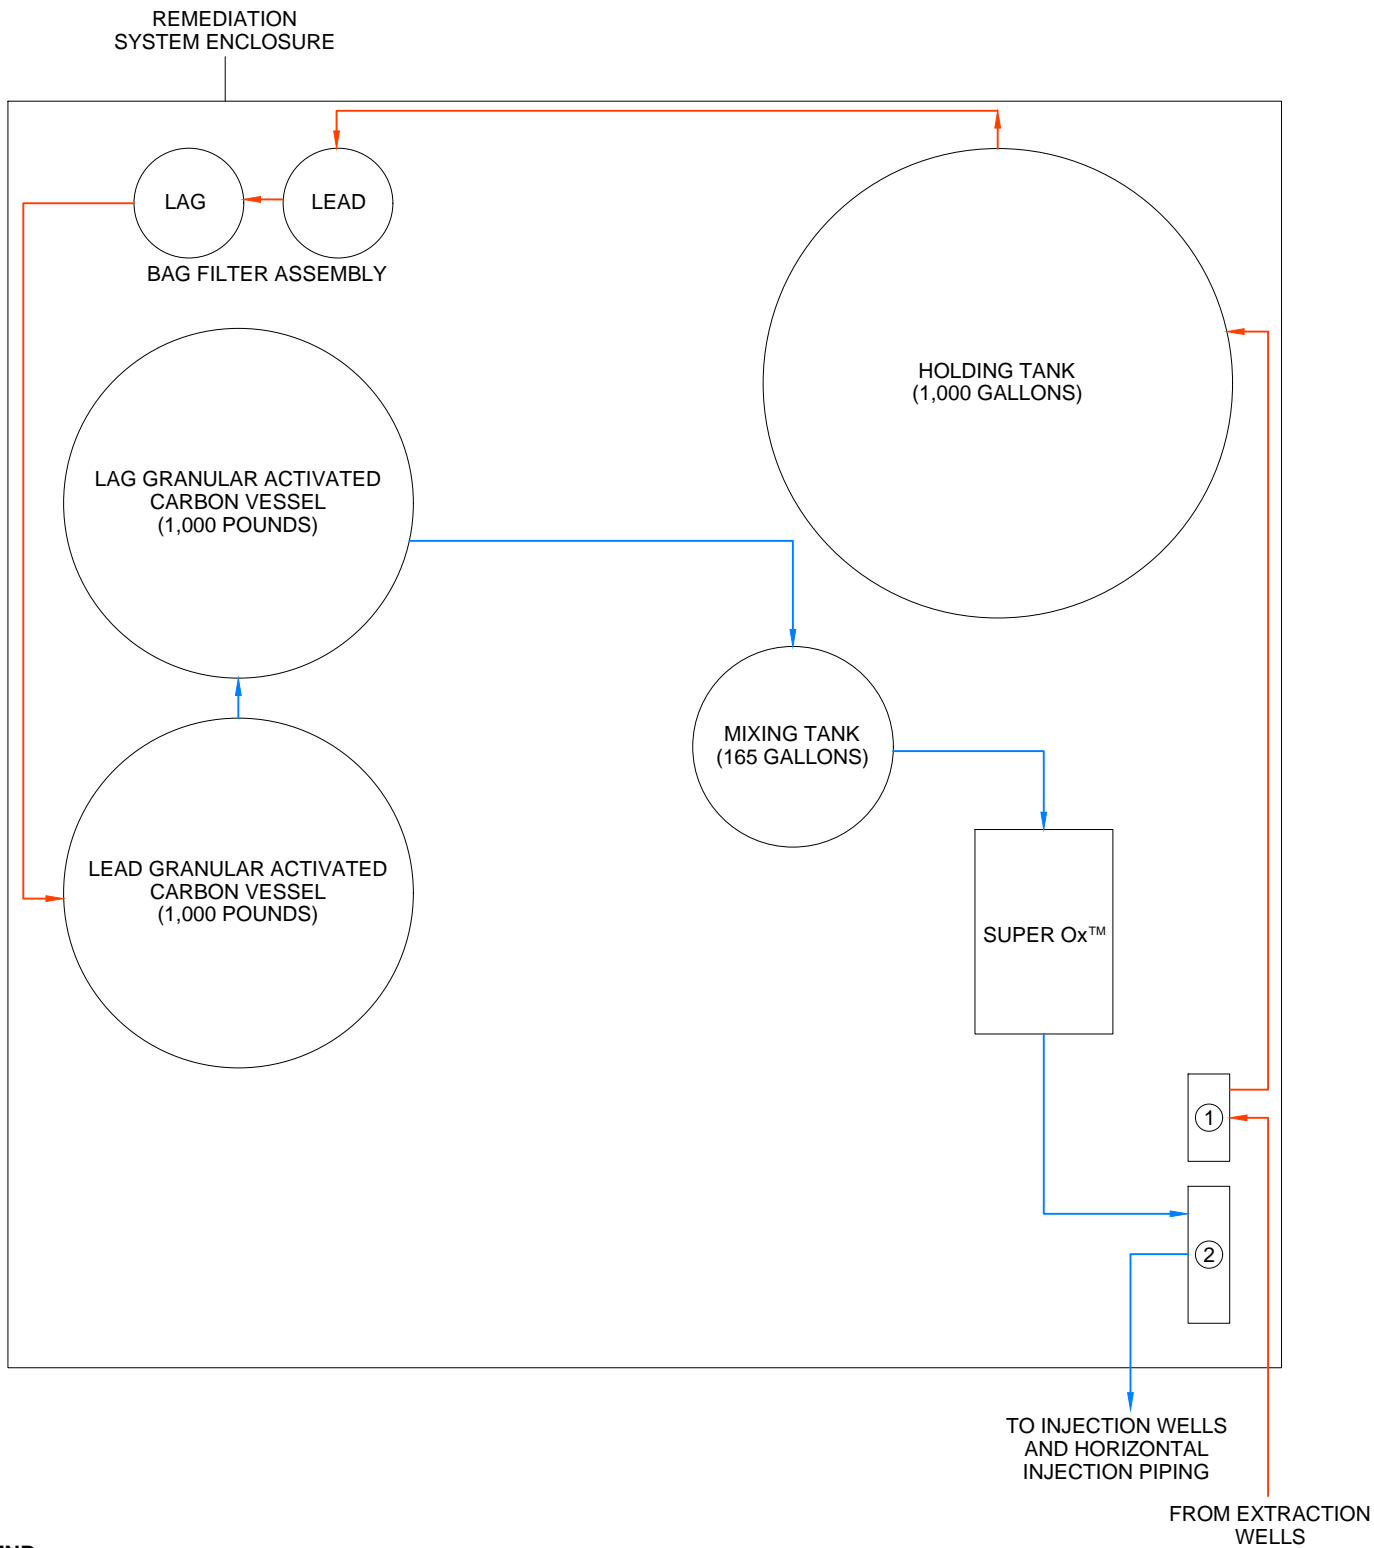 REMEDIATION
SYSTEM ENCLOSURE
LAG
LEAD
BAG FILTER ASSEMBLY
HOLDING TANK
(1,000 GALLONS)
LAG GRANULAR ACTIVATED
CARBON VESSEL
(1,000 POUNDS)
MIXING TANK
(165 GALLONS)
LEAD GRANULAR ACTIVATED
CARBON VESSEL
(1,000 POUNDS)
SUPER Ox™
1
2
TO INJECTION WELLS
AND HORIZONTAL
INJECTION PIPING
FROM EXTRACTION
WELLS